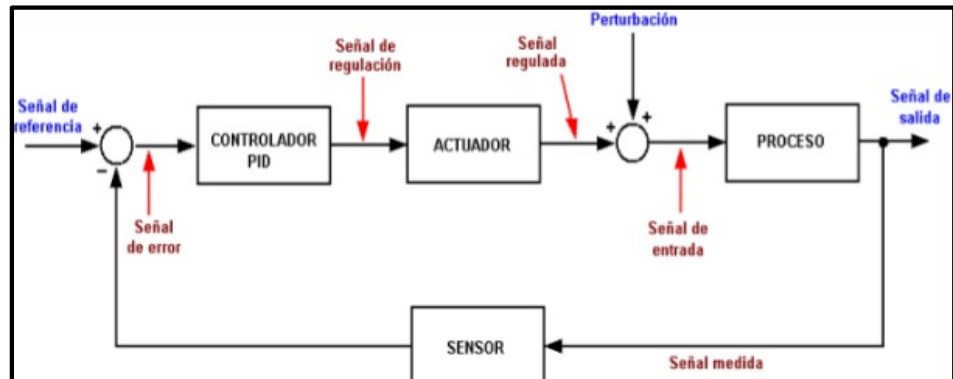 Perturbación
Señal de
regulación
Señal
regulada
Señal de
referencia
+
−
CONTROLADOR
PID
ACTUADOR
+
+
PROCESO
Señal de
salida
Señal
de error
Señal de
entrada
SENSOR
Señal medida